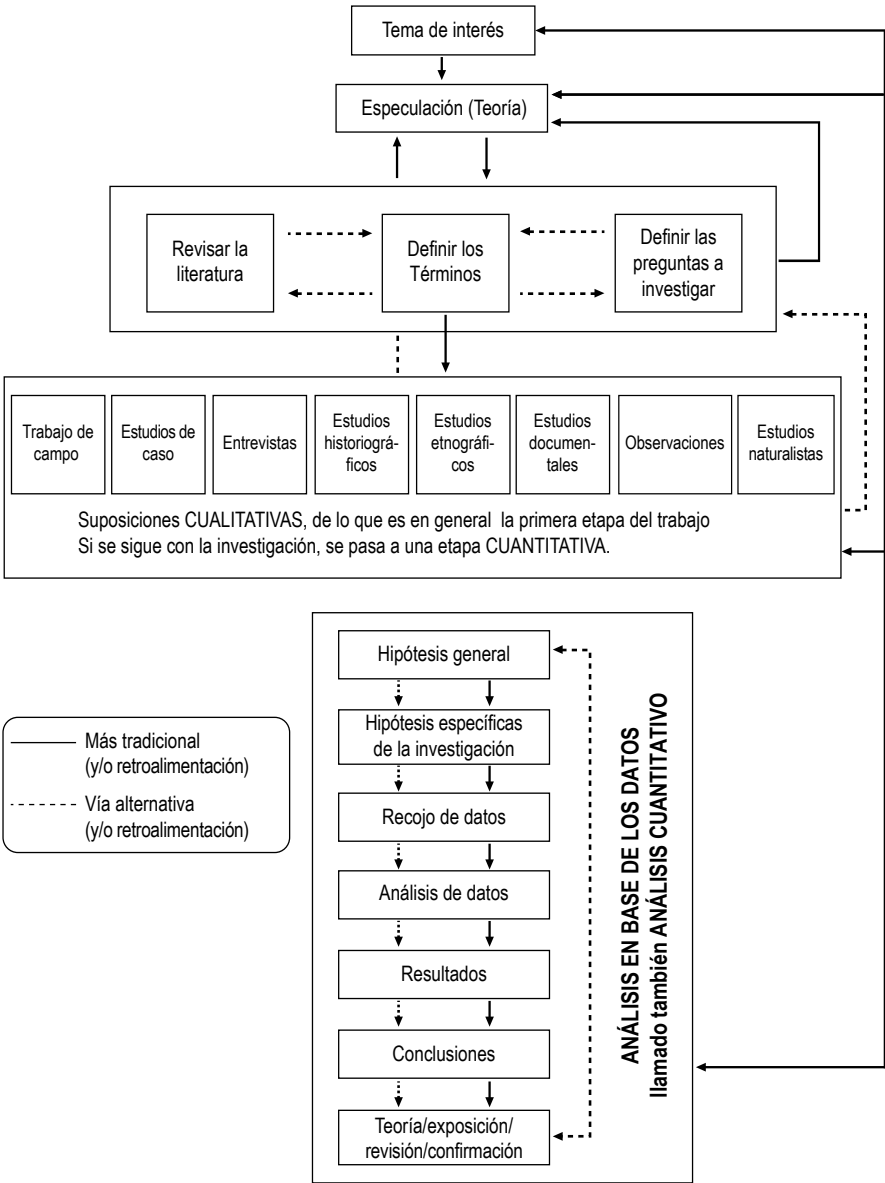 Tema de interés
Especulación (Teoría)
Revisar la
literatura
Definir los
Términos
Definir las
preguntas a
investigar
Trabajo de
campo
Estudios de
caso
Entrevistas
Estudios
historiográ-
ficos
Estudios
etnográfi-
cos
Estudios
documen-
tales
Observaciones
Estudios
naturalistas
Suposiciones CUALITATIVAS, de lo que es en general la primera etapa del trabajo
Si se sigue con la investigación, se pasa a una etapa CUANTITATIVA.
Hipótesis general
Hipótesis específicas
de la investigación
Recojo de datos
Análisis de datos
Resultados
Conclusiones
Teoría/exposición/
revisión/confirmación
ANÁLISIS EN BASE DE LOS DATOS
llamado también ANÁLISIS CUANTITATIVO
Más tradicional
(y/o retroalimentación)
Vía alternativa
(y/o retroalimentación)